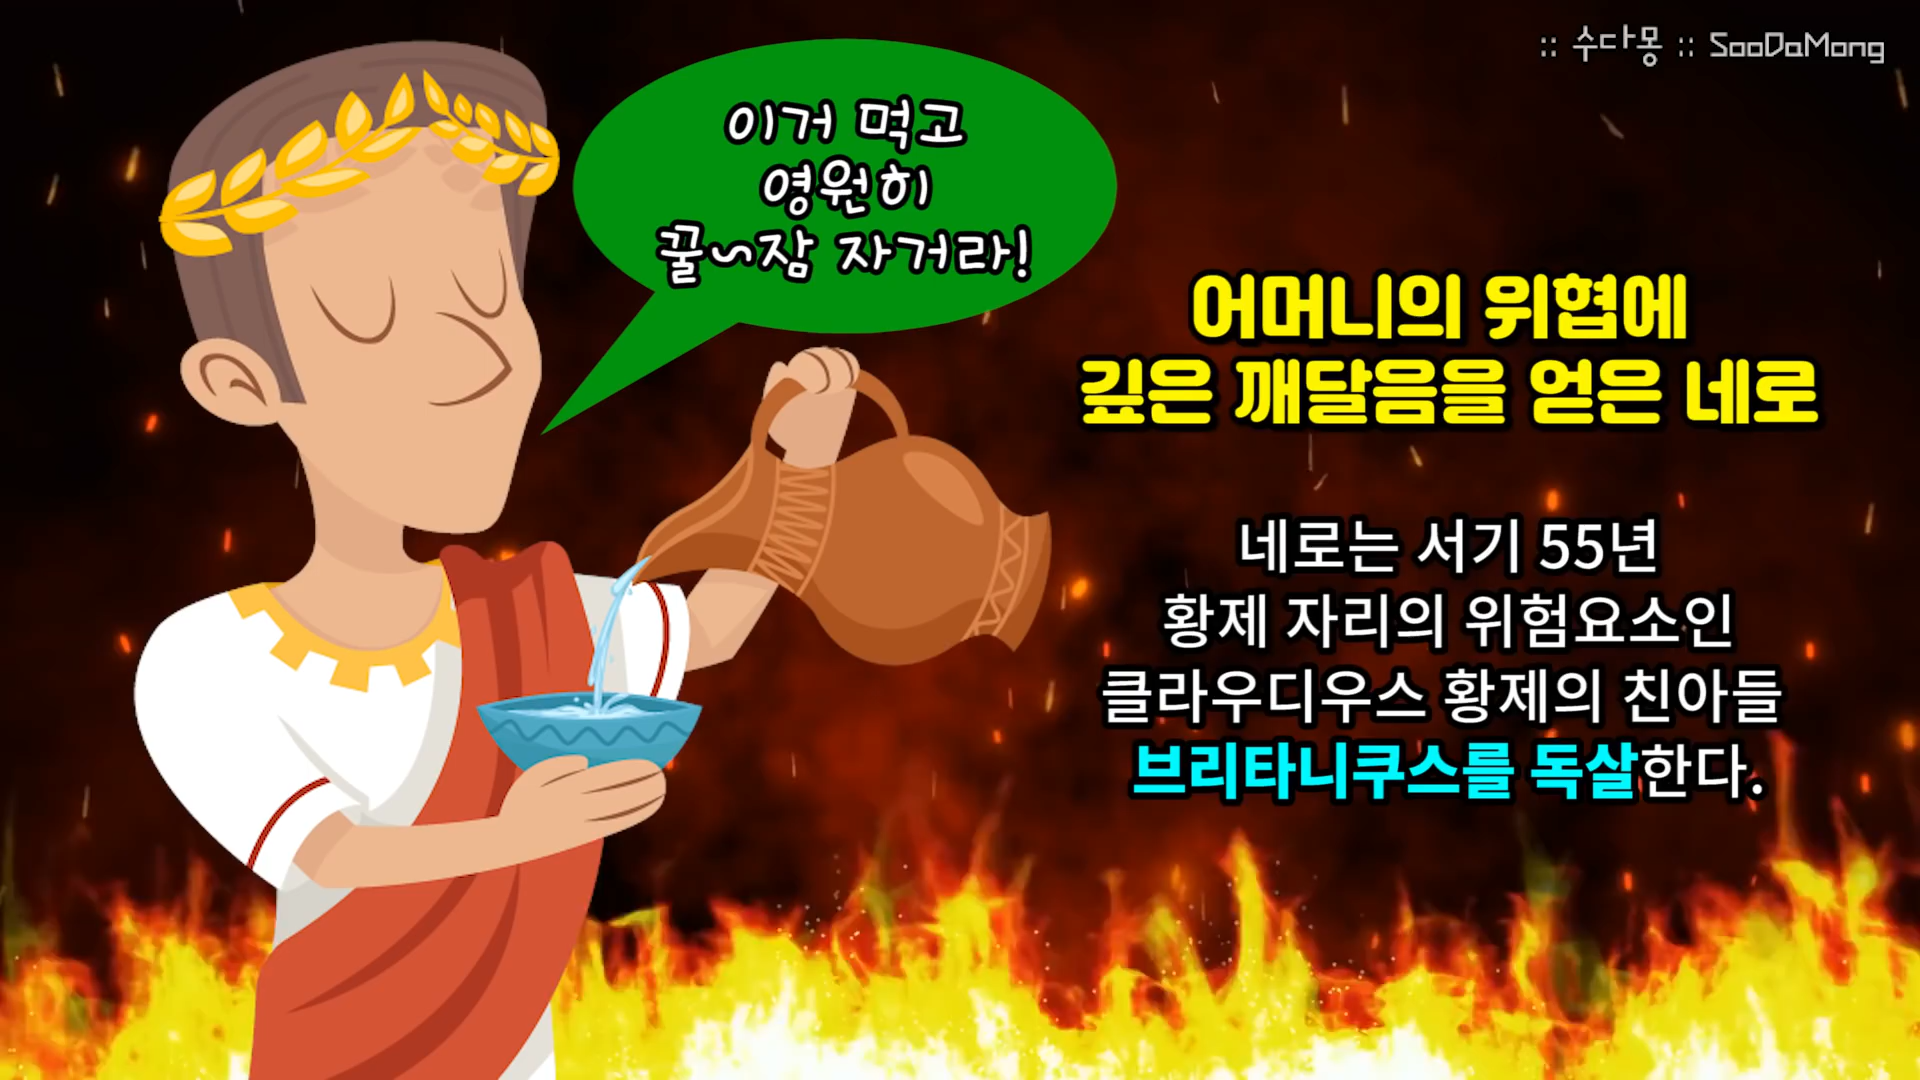 :: 수다몽 :: SooDaMong
이거 먹고
영원히
꿀~잠 자거라!
어머니의 위협에
깊은 깨달음을 얻은 네로
네로는 서기 55년
황제 자리의 위험요소인
클라우디우스 황제의 친아들
브리타니쿠스를 독살한다.